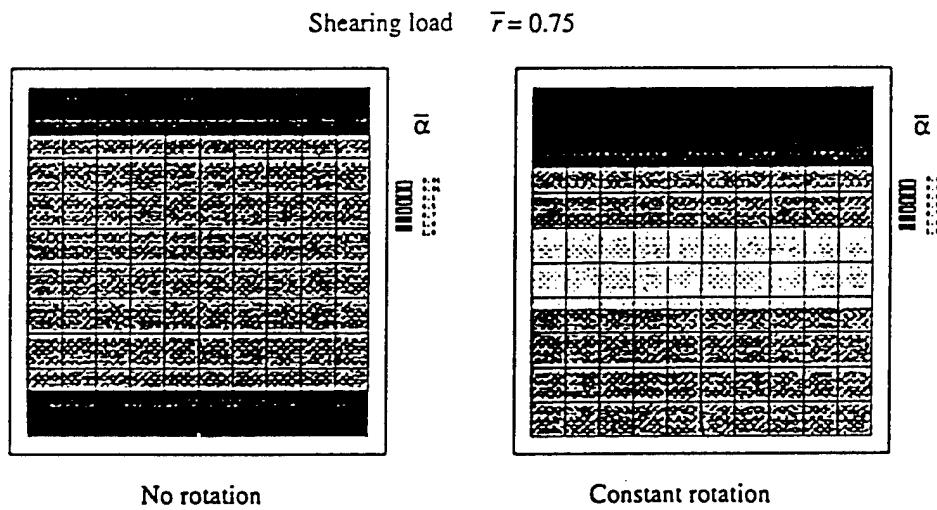 Shearing load r̅ = 0.75
α̅
α̅
No rotation
Constant rotation